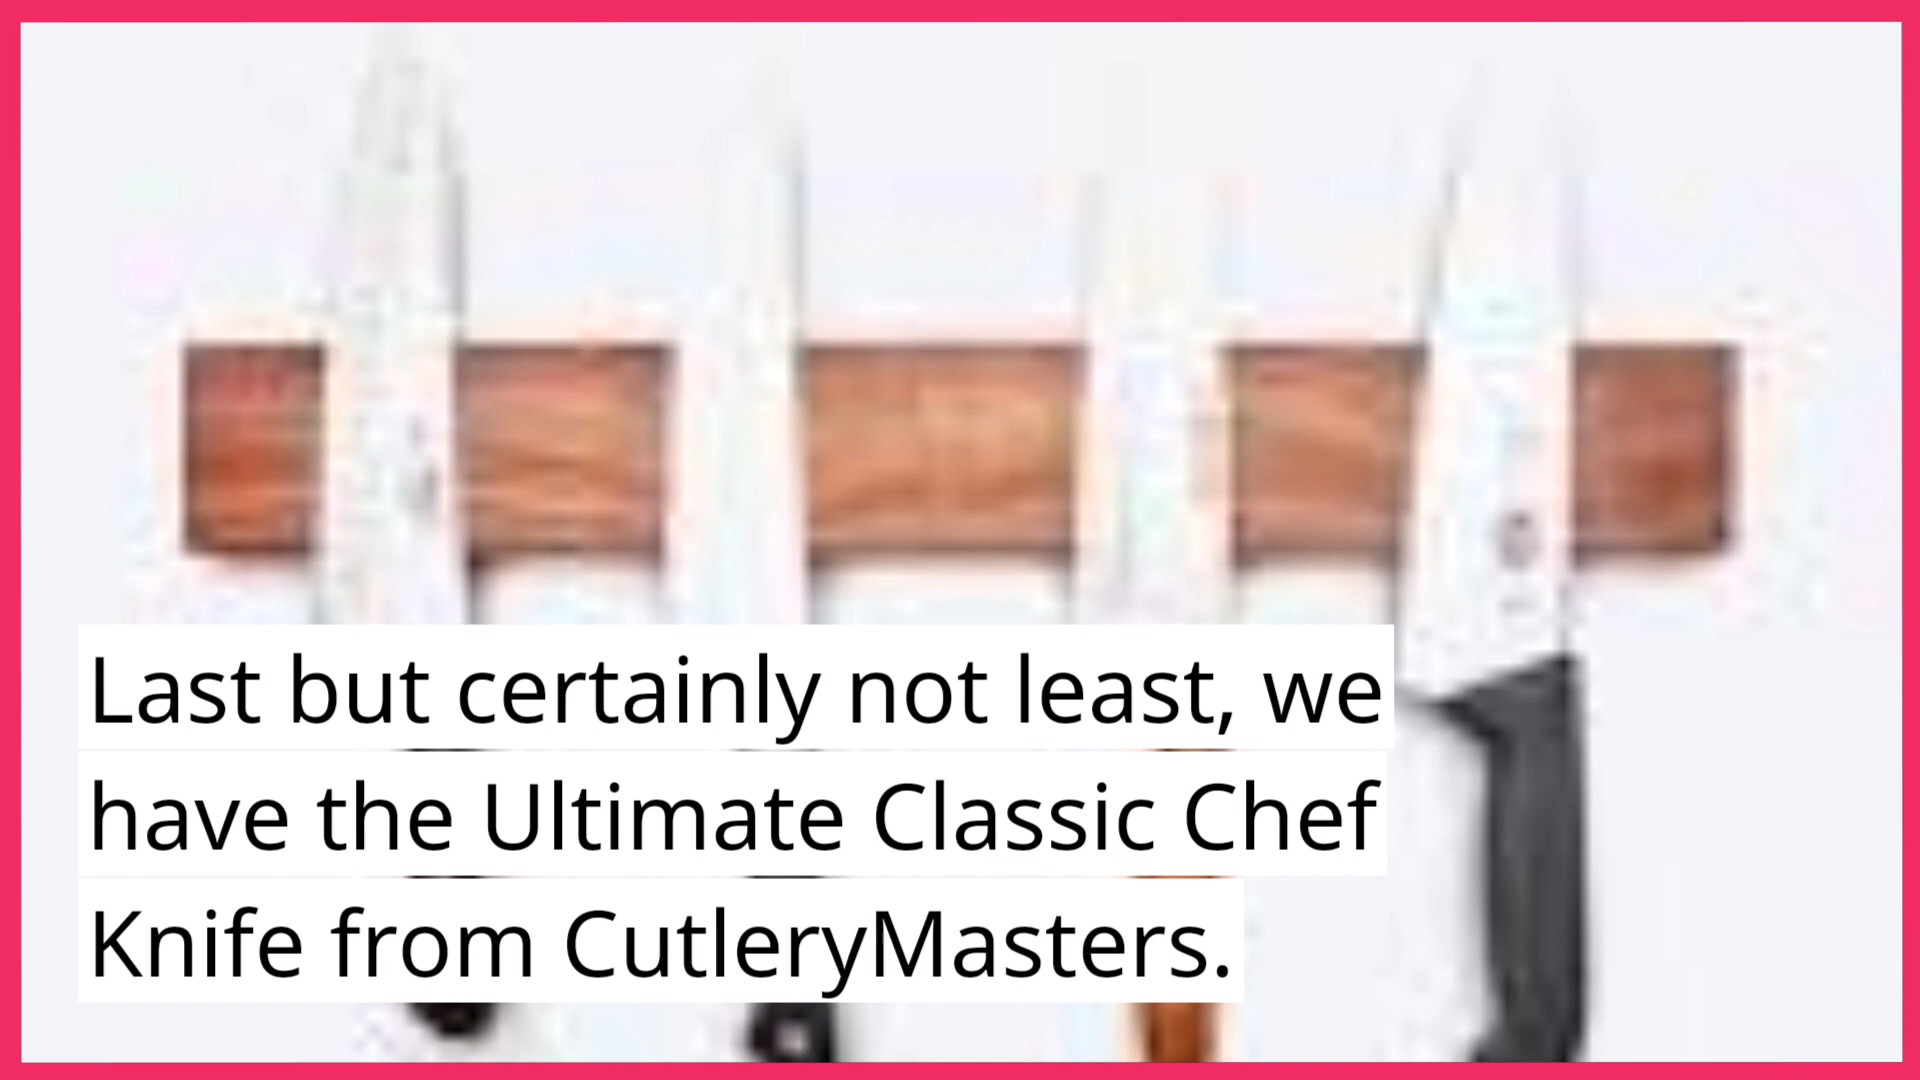 Last but certainly not least, we
have the Ultimate Classic Chef
Knife from CutleryMasters.